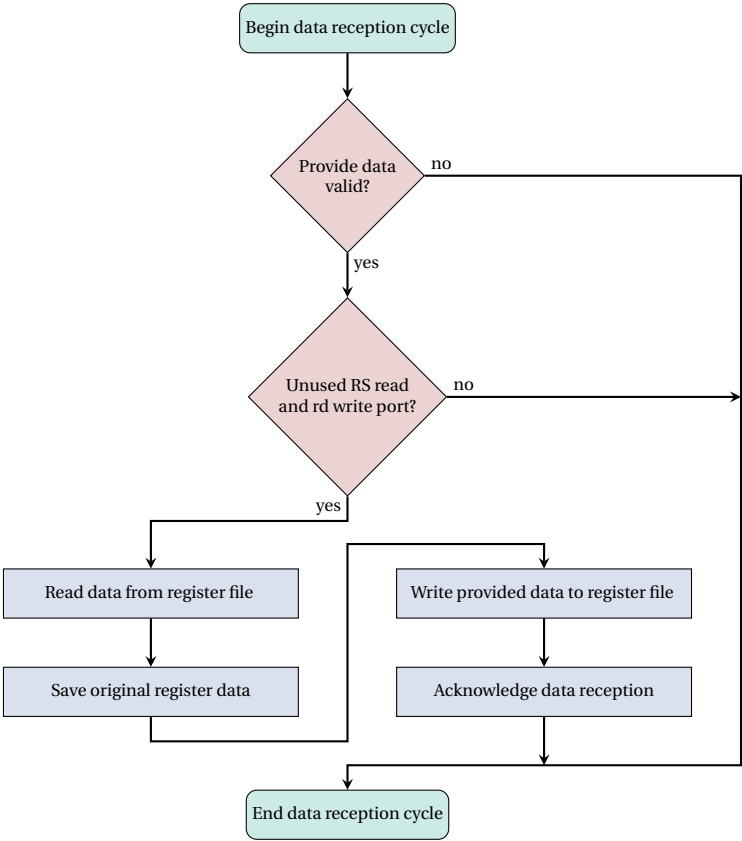 Begin data reception cycle
Provide data
valid?
no
yes
Unused RS read
and rd write port?
no
yes
Read data from register file
Write provided data to register file
Save original register data
Acknowledge data reception
End data reception cycle